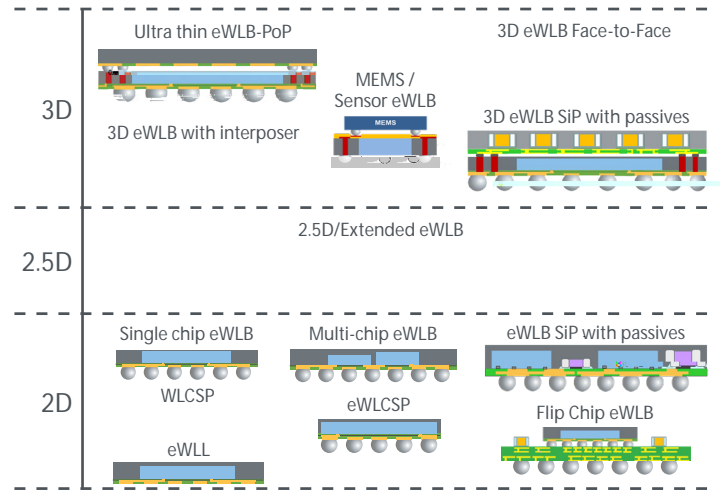 3D
Ultra thin eWLB-PoP
3D eWLB with interposer
MEMS /
Sensor eWLB
MEMS
3D eWLB Face-to-Face
3D eWLB SiP with passives
2.5D
2.5D/Extended eWLB
2D
Single chip eWLB
WLCSP
eWLL
Multi-chip eWLB
eWLCSP
eWLB SiP with passives
Flip Chip eWLB